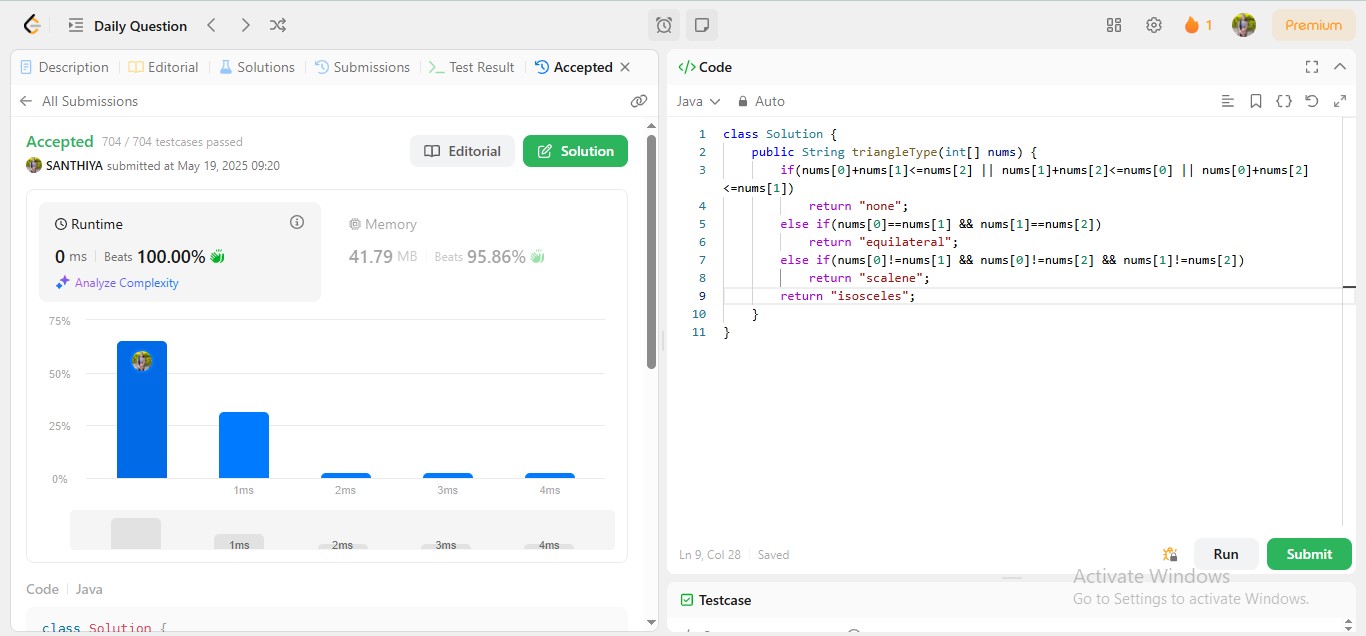 Daily Question
1
Premium
Description
Editorial
Solutions
Submissions
Test Result
Accepted
All Submissions
Accepted 704 / 704 testcases passed
SANTHIYA submitted at May 19, 2025 09:20
Editorial
Solution
Runtime
0 ms Beats 100.00%
Analyze Complexity
Memory
41.79 MB Beats 95.86%
75%
50%
25%
0%
1ms 2ms 3ms 4ms
1ms 2ms 3ms 4ms
Code Java
class Solution {
</> Code
Java Auto
1 class Solution {
2 public String triangleType(int[] nums) {
3 if(nums[0]+nums[1]<=nums[2] || nums[1]+nums[2]<=nums[0] || nums[0]+nums[2]
<=nums[1])
4 return "none";
5 else if(nums[0]==nums[1] && nums[1]==nums[2])
6 return "equilateral";
7 else if(nums[0]!=nums[1] && nums[0]!=nums[2] && nums[1]!=nums[2])
8 return "scalene";
9 return "isosceles";
10 }
11 }
Ln 9, Col 28 Saved
Run
Submit
Activate Windows
Go to Settings to activate Windows.
Testcase